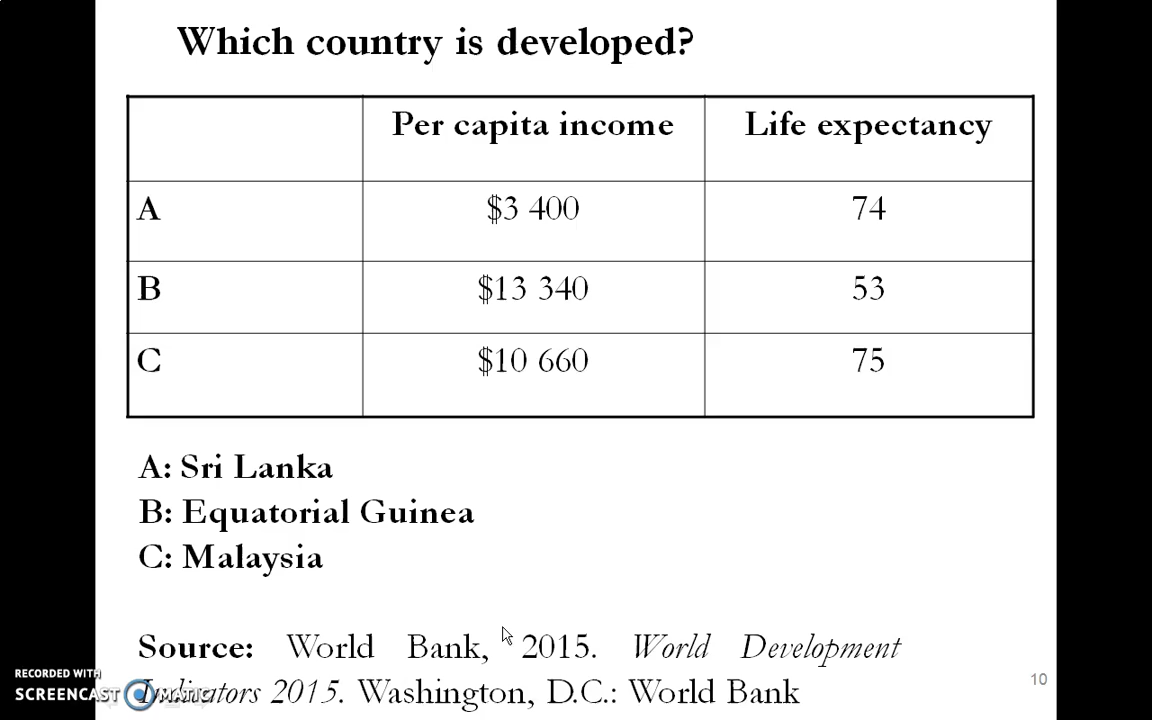 Which country is developed?
Per capita income Life expectancy
A $3 400 74
B $13 340 53
C $10 660 75
A: Sri Lanka
B: Equatorial Guinea
C: Malaysia
Source: World Bank, 2015. World Development
Indicators 2015. Washington, D.C.: World Bank
10
RECORDED WITH
SCREENCAST MATIC